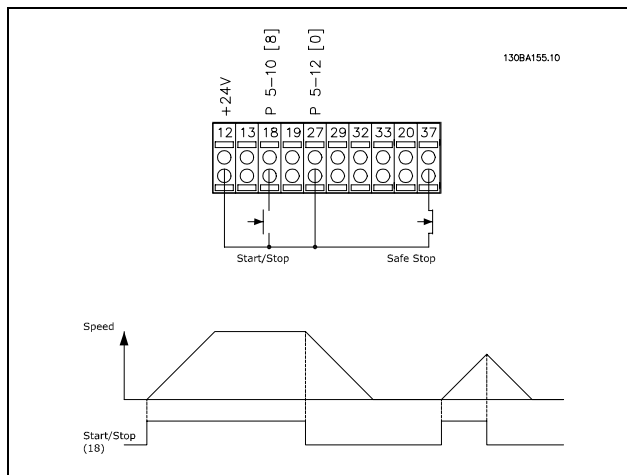 130BA155.10
+24V
P 5-10 [8]
P 5-12 [0]
12 13 18 19 27 29 32 33 20 37
Start/Stop Safe Stop
Speed
Start/Stop
(18)